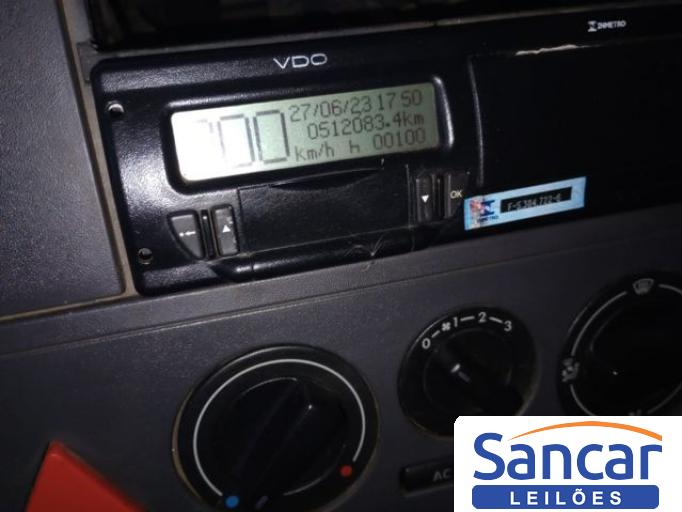 INMETRO
VDO
27/06/23 17 50
0512083.4km
km/h h 00100
OK
INMETRO
0 1 2 3
AC
Sancar
LEILÕES